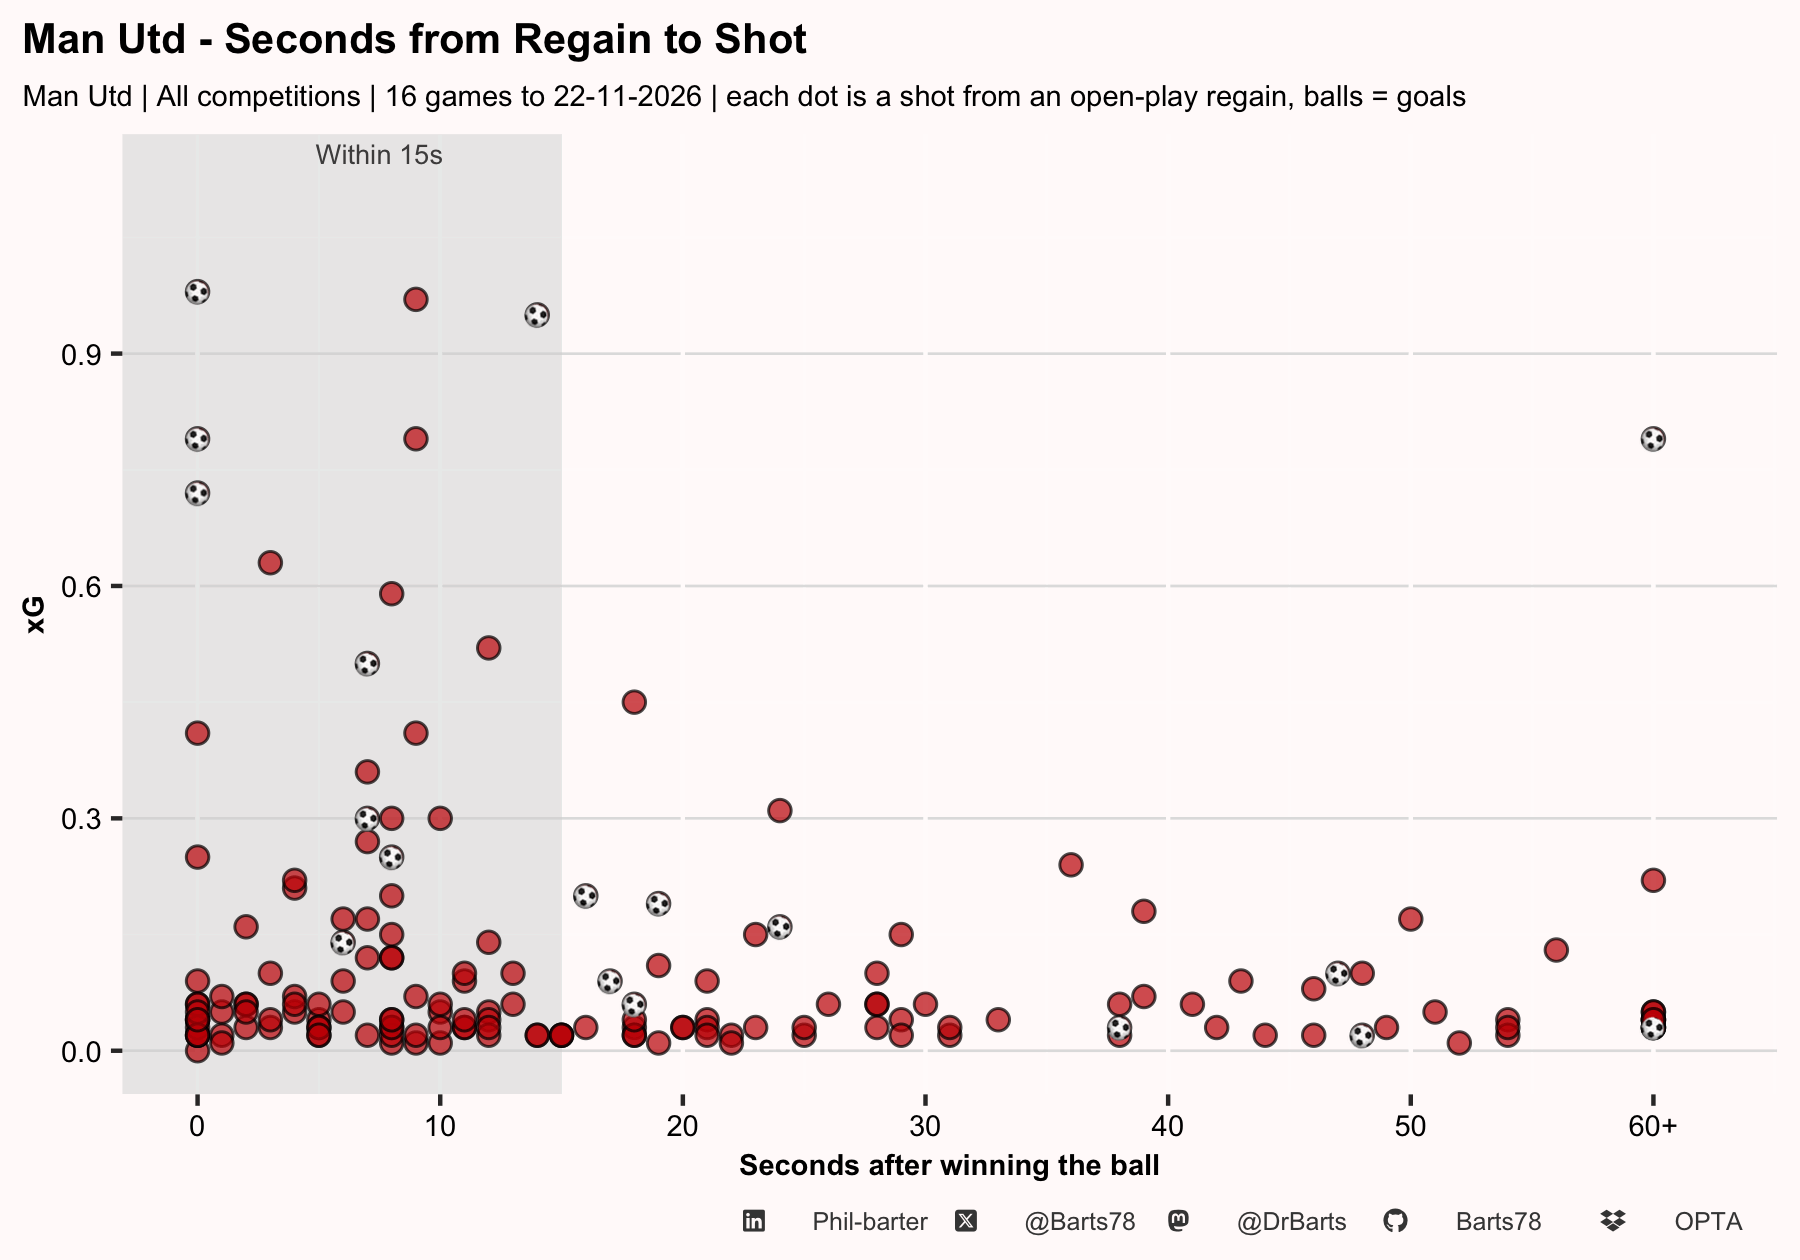 Man Utd - Seconds from Regain to Shot
Man Utd | All competitions | 16 games to 22-11-2026 | each dot is a shot from an open-play regain, balls = goals
Within 15s
0.9
0.6
0.3
0.0
xG
0 10 20 30 40 50 60+
Seconds after winning the ball
Phil-barter @Barts78 @DrBarts Barts78 OPTA